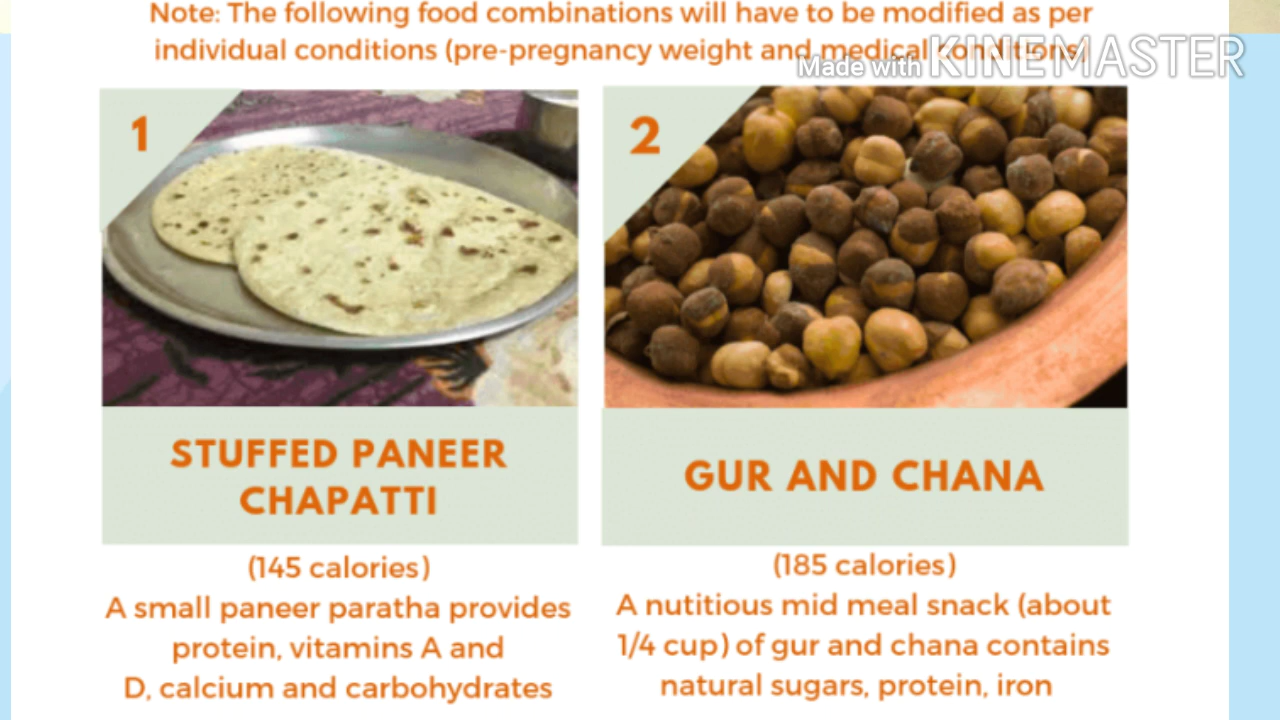 Note: The following food combinations will have to be modified as per
individual conditions (pre-pregnancy weight and medical conditions)
Made with KINEMASTER
1
2
STUFFED PANEER
CHAPATTI
GUR AND CHANA
(145 calories)
A small paneer paratha provides
protein, vitamins A and
D, calcium and carbohydrates
(185 calories)
A nutitious mid meal snack (about
1/4 cup) of gur and chana contains
natural sugars, protein, iron